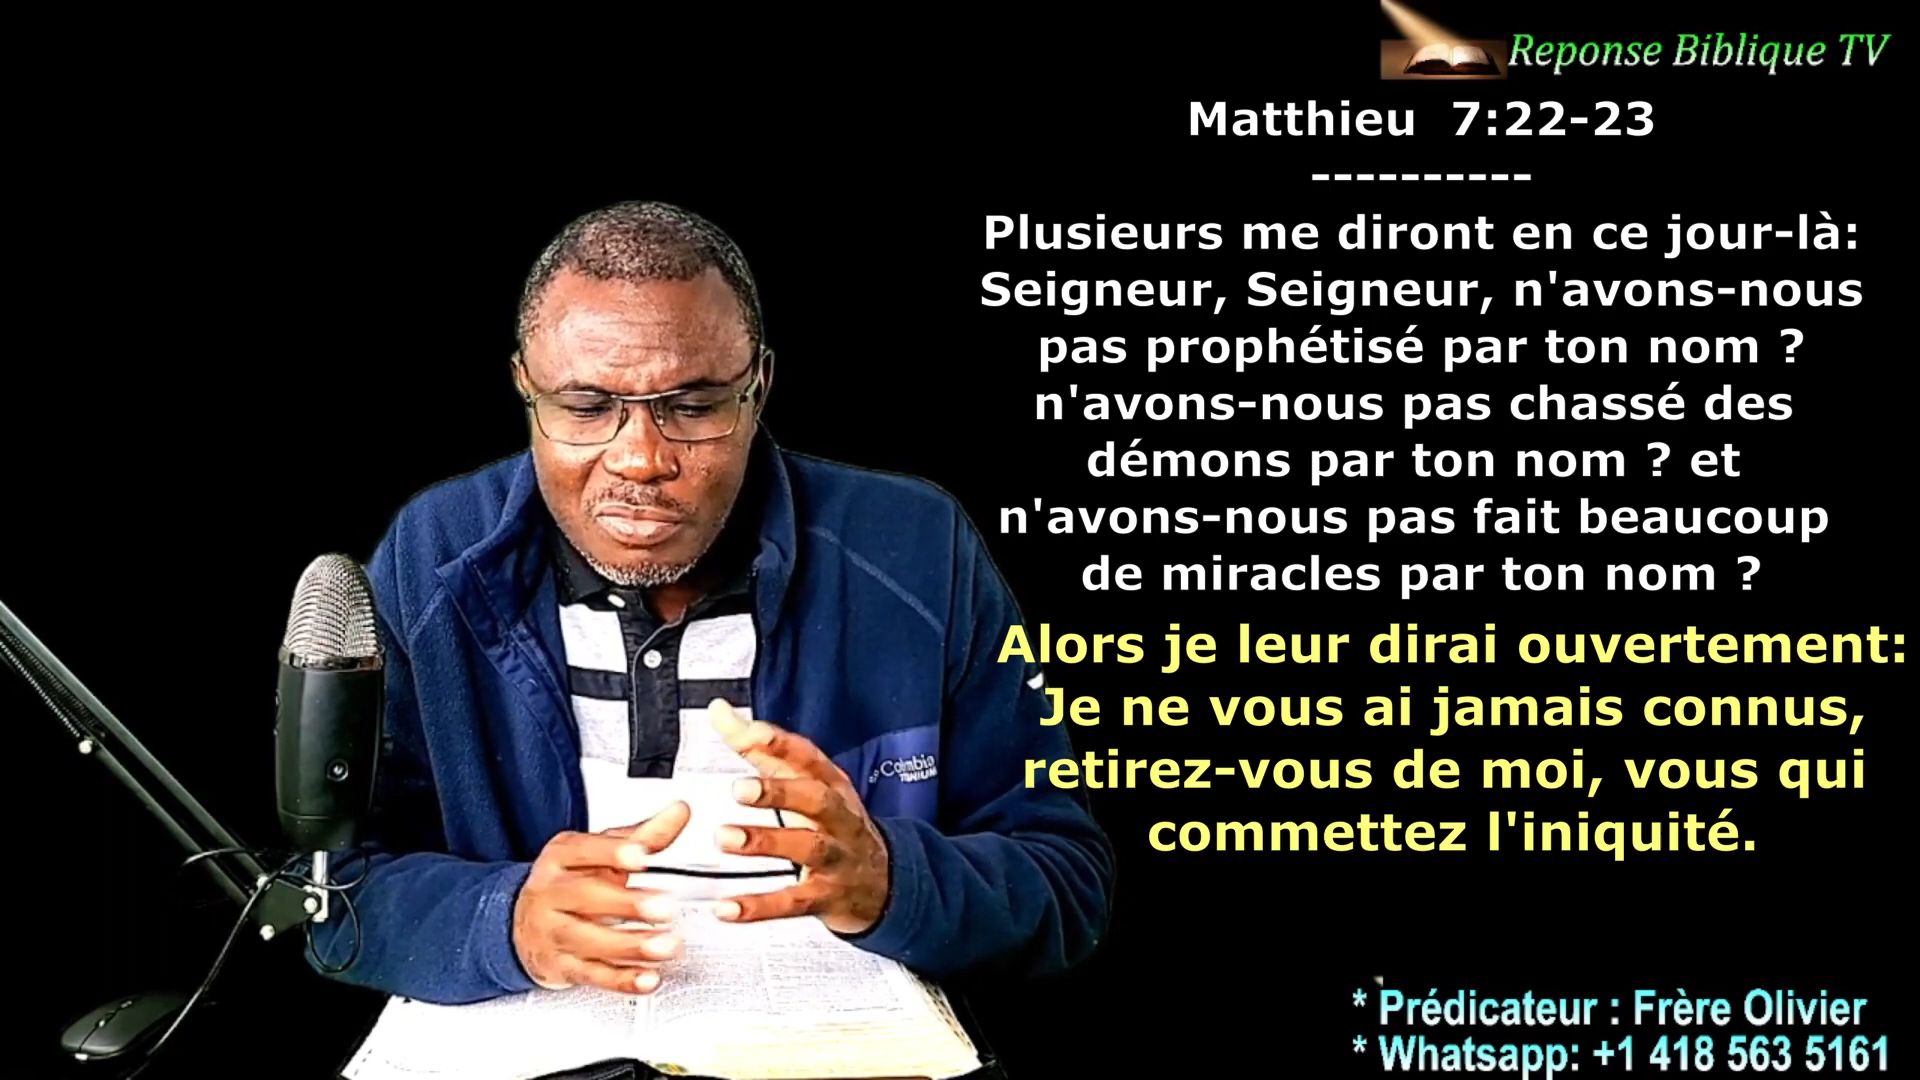 Reponse Biblique TV
Matthieu 7:22-23
----------
Plusieurs me diront en ce jour-là:
Seigneur, Seigneur, n'avons-nous
pas prophétisé par ton nom ?
n'avons-nous pas chassé des
démons par ton nom ? et
n'avons-nous pas fait beaucoup
de miracles par ton nom ?
Alors je leur dirai ouvertement:
Je ne vous ai jamais connus,
retirez-vous de moi, vous qui
commettez l'iniquité.
Columbia
TITANIUM
* Prédicateur : Frère Olivier
* Whatsapp: +1 418 563 5161